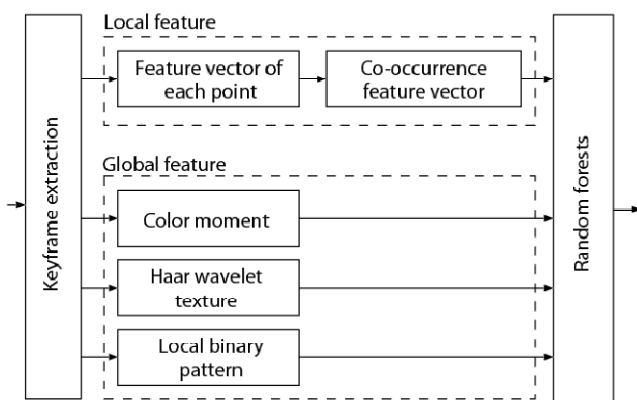 Local feature
Feature vector of
each point
Co-occurrence
feature vector
Keyframe extraction
Global feature
Color moment
Haar wavelet
texture
Local binary
pattern
Random forests